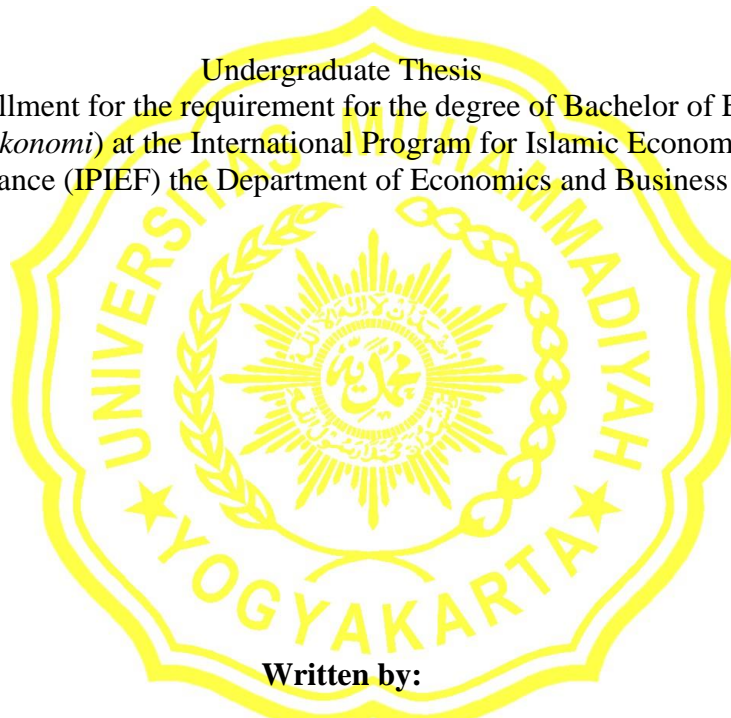 Undergraduate Thesis
llment for the requirement for the degree of Bachelor of E
konomi) at the International Program for Islamic Econom
ance (IPIEF) the Department of Economics and Business
UNIVERSITAS MUHAMMADIYAH
★ YOGYAKARTA ★
Written by: